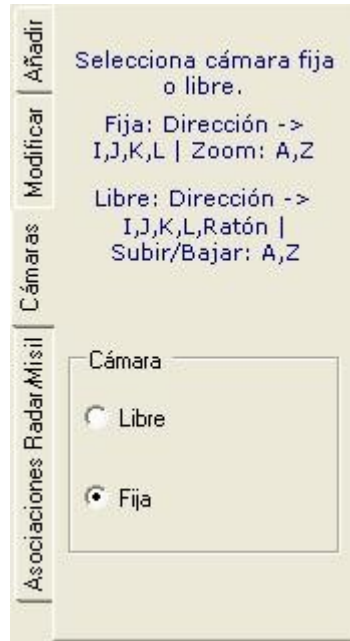 Añadir
Modificar
Cámaras
Asociaciones Radar/Misil
Selecciona cámara fija
o libre.
Fija: Dirección ->
I,J,K,L | Zoom: A,Z
Libre: Dirección ->
I,J,K,L,Ratón |
Subir/Bajar: A,Z
Cámara
Libre
Fija